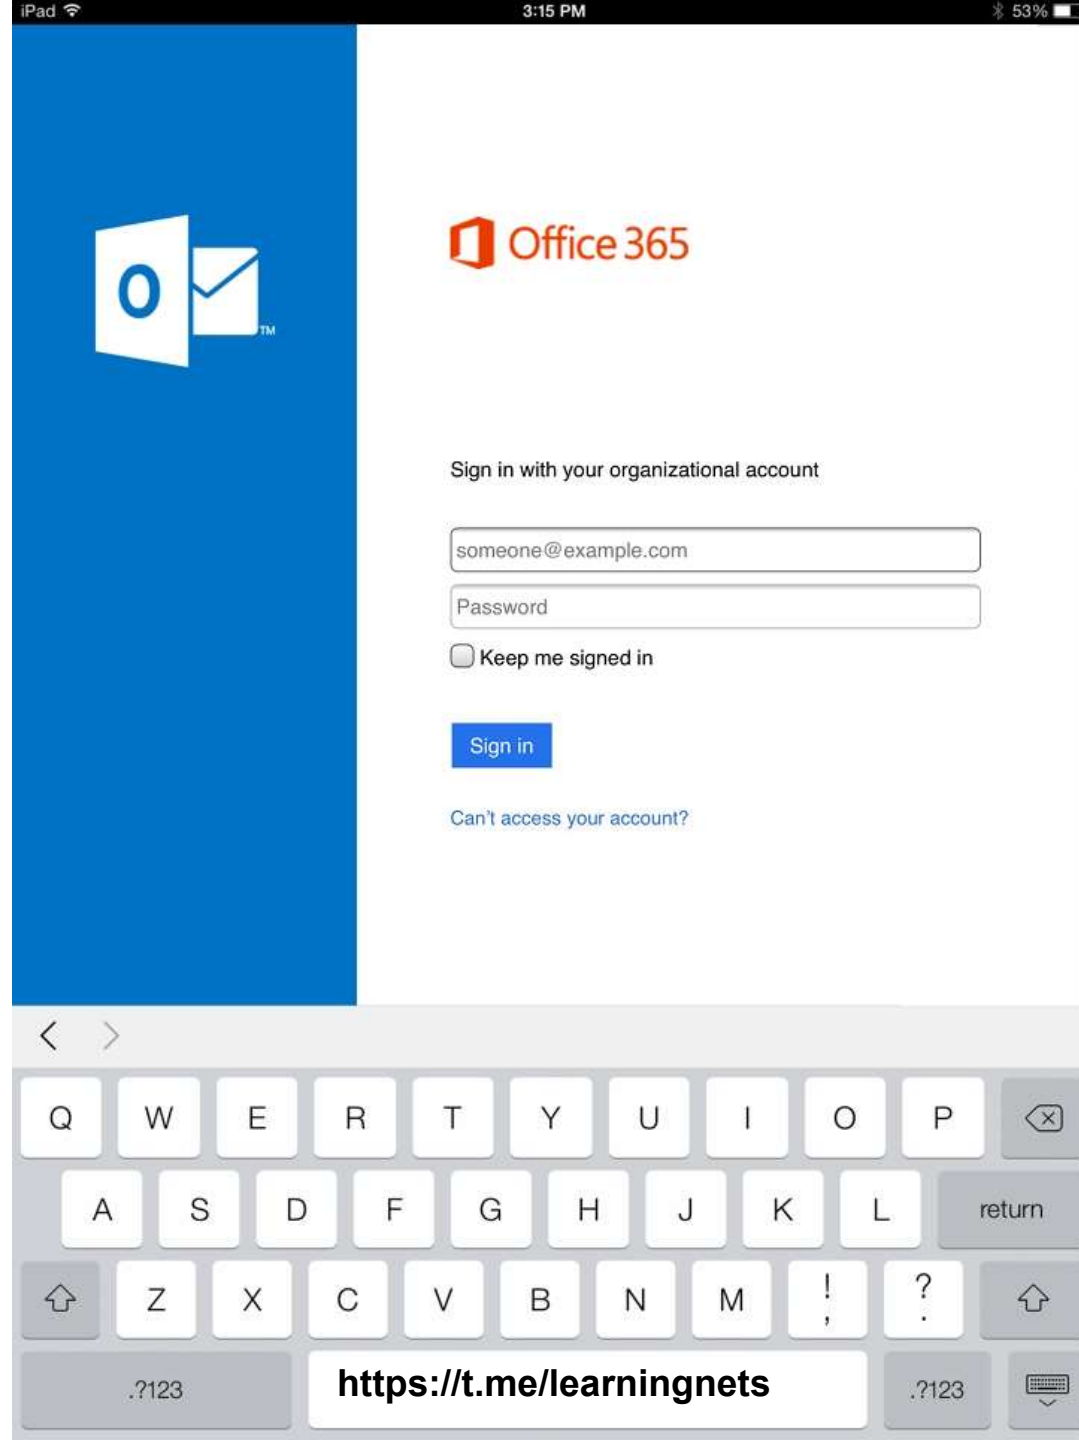 iPad 3:15 PM 53%
O
TM
Office 365
Sign in with your organizational account
someone@example.com
Password
Keep me signed in
Sign in
Can't access your account?
Q W E R T Y U I O P
A S D F G H J K L return
Z X C V B N M ! , ? .
.?123 https://t.me/learningnets .?123